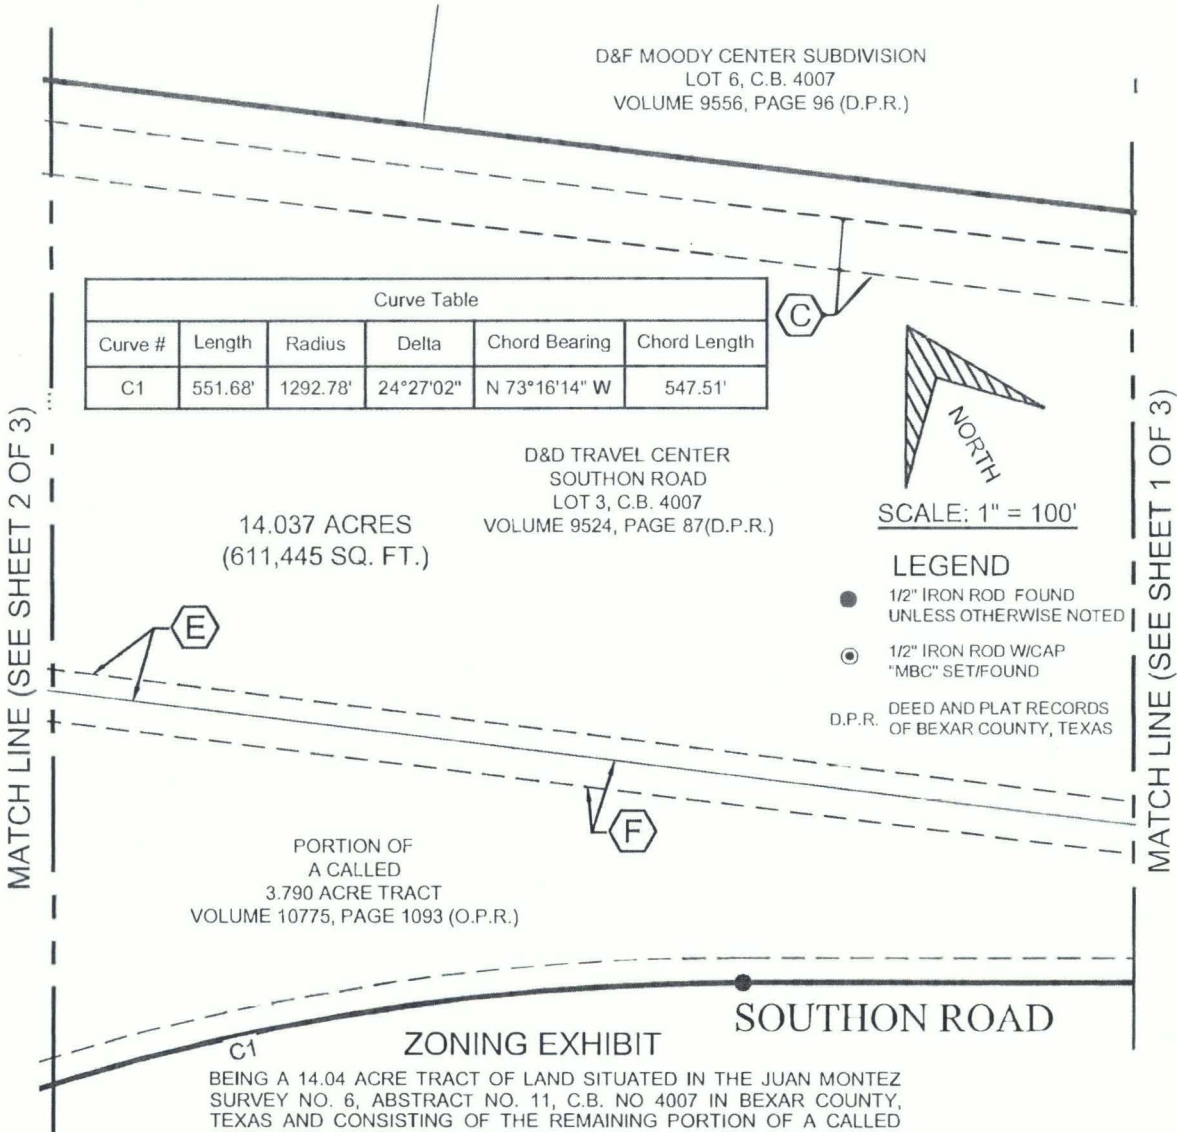 D&F MOODY CENTER SUBDIVISION
LOT 6, C.B. 4007
VOLUME 9556, PAGE 96 (D.P.R.)
Curve Table
Curve # Length Radius Delta Chord Bearing Chord Length
C1 551.68' 1292.78' 24°27'02" N 73°16'14" W 547.51'
C
NORTH
SCALE: 1" = 100'
D&D TRAVEL CENTER
SOUTHON ROAD
LOT 3, C.B. 4007
VOLUME 9524, PAGE 87(D.P.R.)
14.037 ACRES
(611,445 SQ. FT.)
MATCH LINE (SEE SHEET 2 OF 3)
MATCH LINE (SEE SHEET 1 OF 3)
LEGEND
1/2" IRON ROD FOUND
UNLESS OTHERWISE NOTED
1/2" IRON ROD W/CAP
"MBC" SET/FOUND
D.P.R. DEED AND PLAT RECORDS
OF BEXAR COUNTY, TEXAS
E
F
PORTION OF
A CALLED
3.790 ACRE TRACT
VOLUME 10775, PAGE 1093 (O.P.R.)
SOUTHON ROAD
C1
ZONING EXHIBIT
BEING A 14.04 ACRE TRACT OF LAND SITUATED IN THE JUAN MONTEZ
SURVEY NO. 6, ABSTRACT NO. 11, C.B. NO 4007 IN BEXAR COUNTY,
TEXAS AND CONSISTING OF THE REMAINING PORTION OF A CALLED